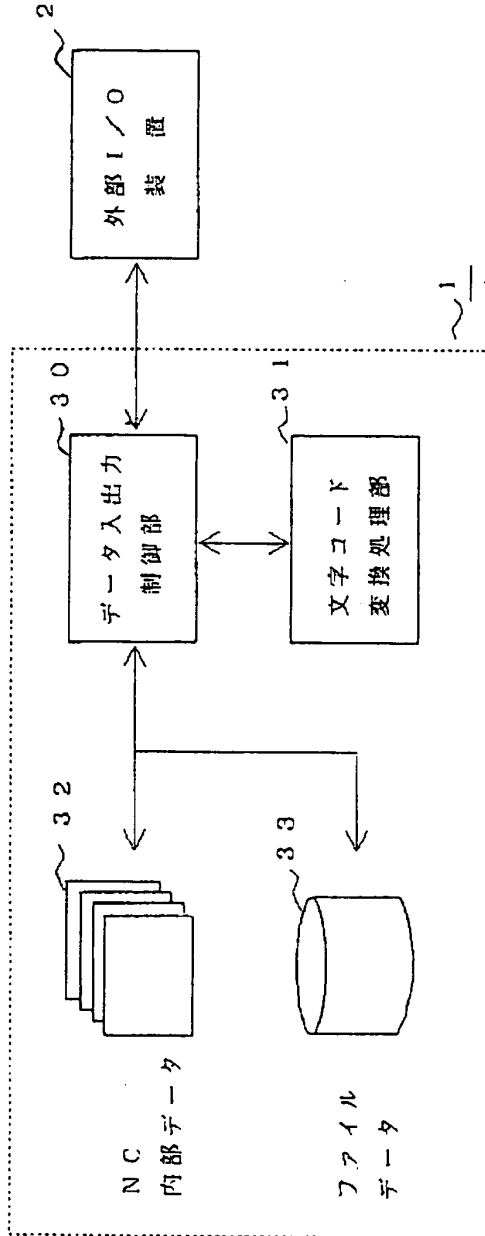 NC
内部データ
32
ファイル
データ
33
データ入出力
制御部
30
文字コード
変換処理部
31
外部I/O
装置
2
1